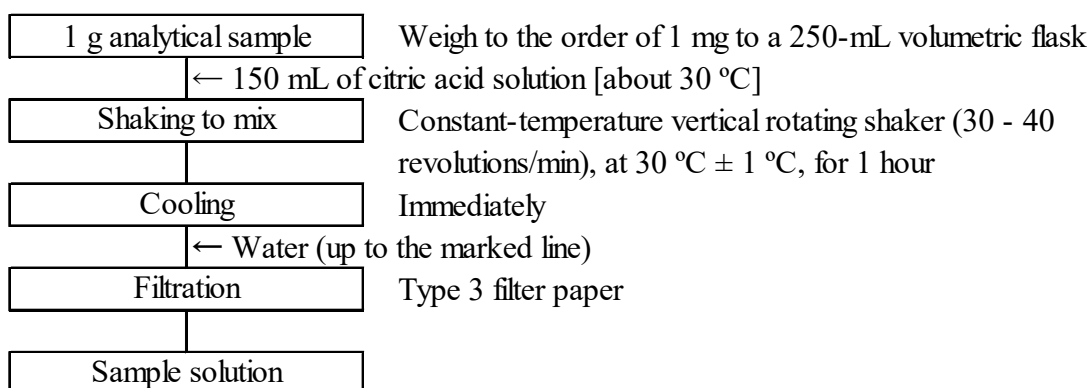 1 g analytical sample Weigh to the order of 1 mg to a 250-mL volumetric flask
← 150 mL of citric acid solution [about 30 ºC]
Shaking to mix Constant-temperature vertical rotating shaker (30 - 40
revolutions/min), at 30 ºC ± 1 ºC, for 1 hour
Cooling Immediately
← Water (up to the marked line)
Filtration Type 3 filter paper
Sample solution